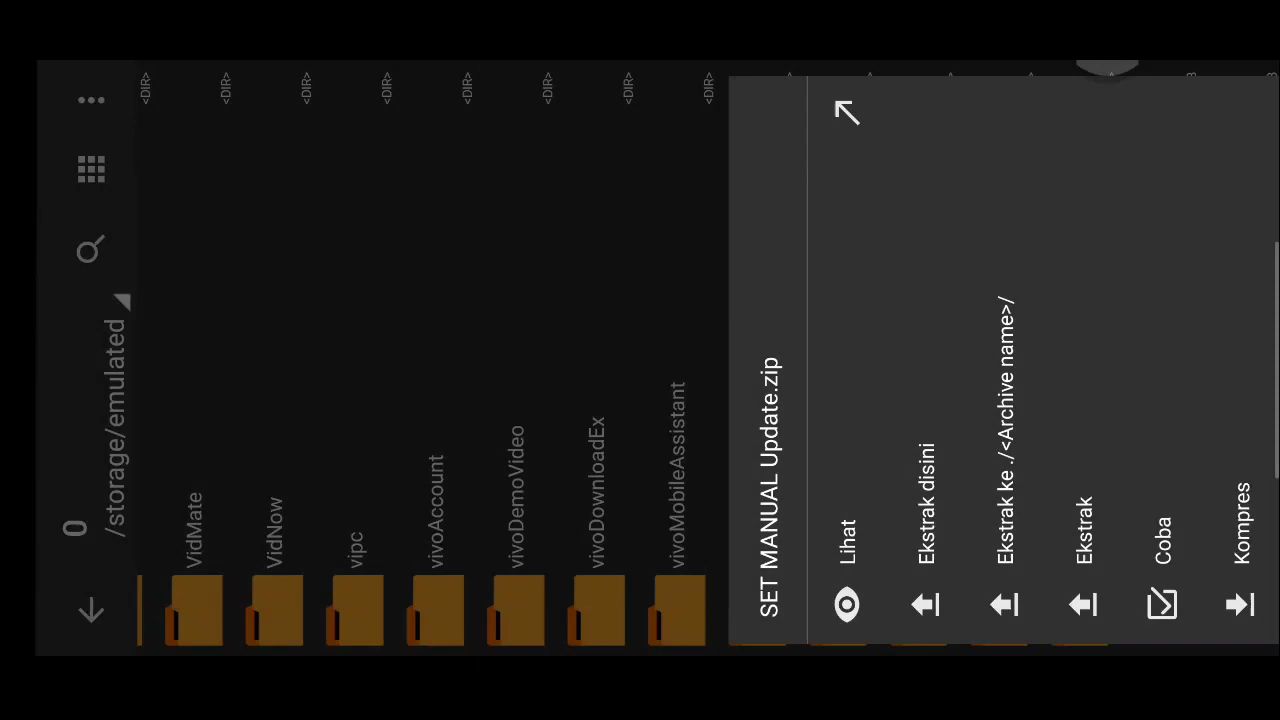 0
/storage/emulated
<DIR>
VidMate
<DIR>
VidNow
<DIR>
vipc
<DIR>
vivoAccount
<DIR>
vivoDemoVideo
<DIR>
vivoDownloadEx
<DIR>
vivoMobileAssistant
<DIR>
SET MANUAL Update.zip
Lihat
Ekstrak disini
Ekstrak ke ./<Archive name>/
Ekstrak
Coba
Kompres